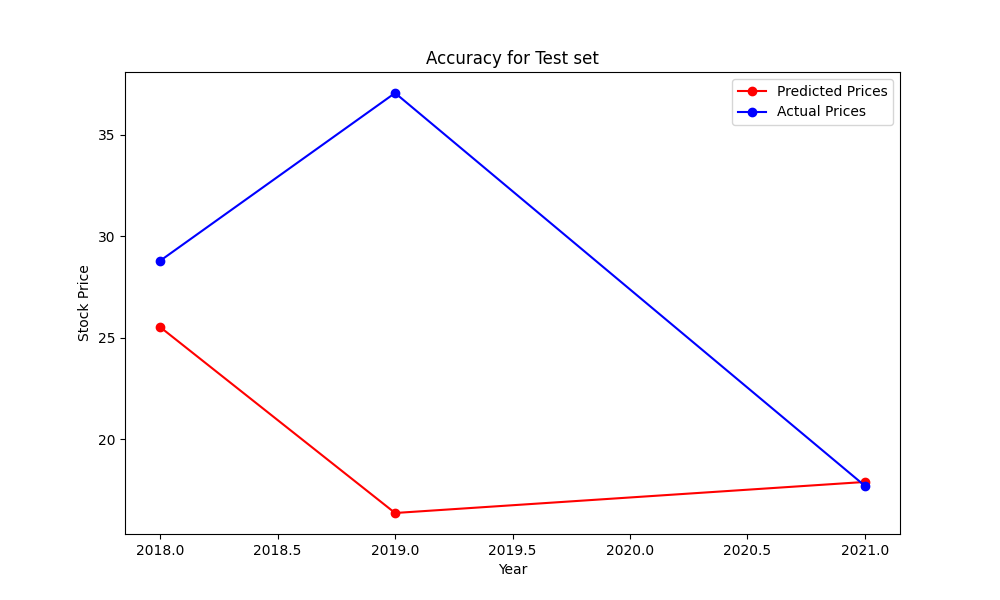 Accuracy for Test set
Predicted Prices
Actual Prices
Stock Price
35
30
25
20
2018.0 2018.5 2019.0 2019.5 2020.0 2020.5 2021.0
Year